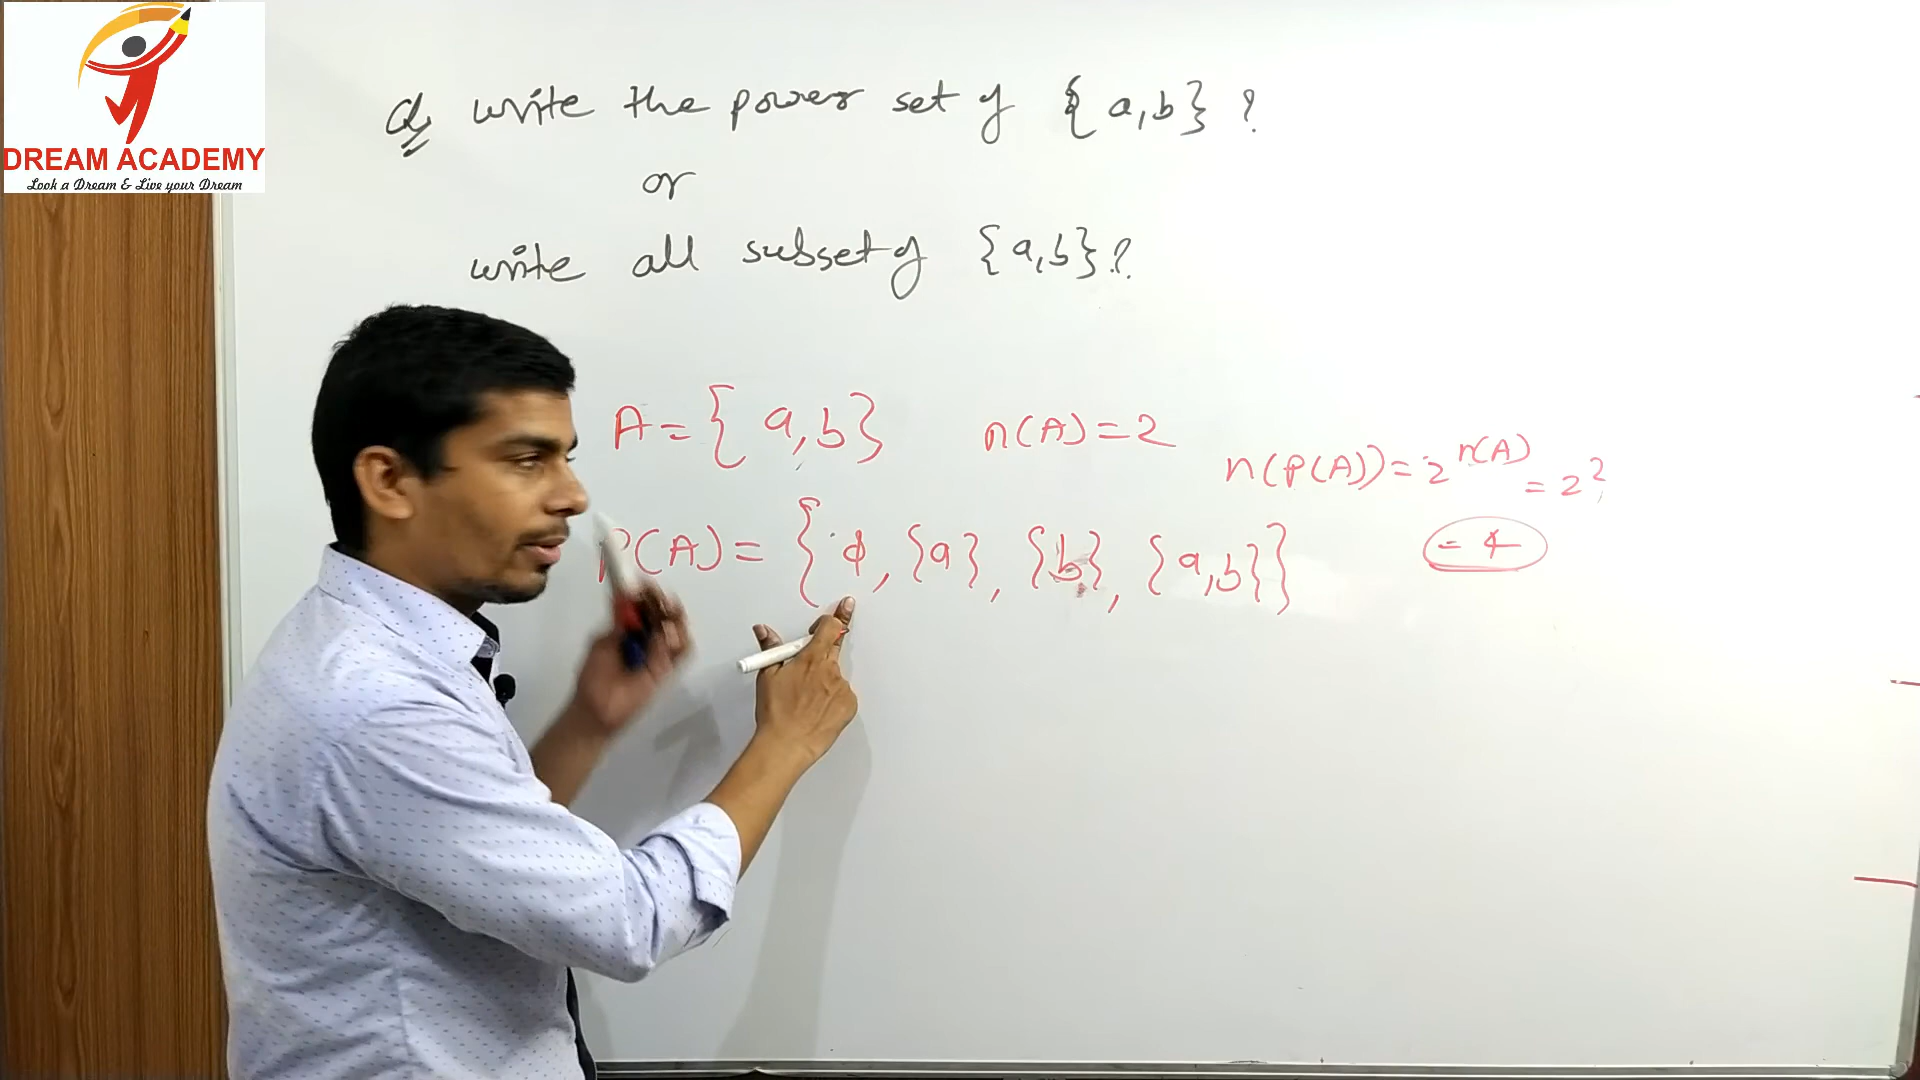 DREAM ACADEMY
Look a Dream & Live your Dream
Q write the power set of {a,b} ?
or
write all subset of {a,b}?
A = {a,b} n(A) = 2
n(P(A)) = 2^n(A) = 2^2
P(A) = {ϕ, {a}, {b}, {a,b}}
= 4